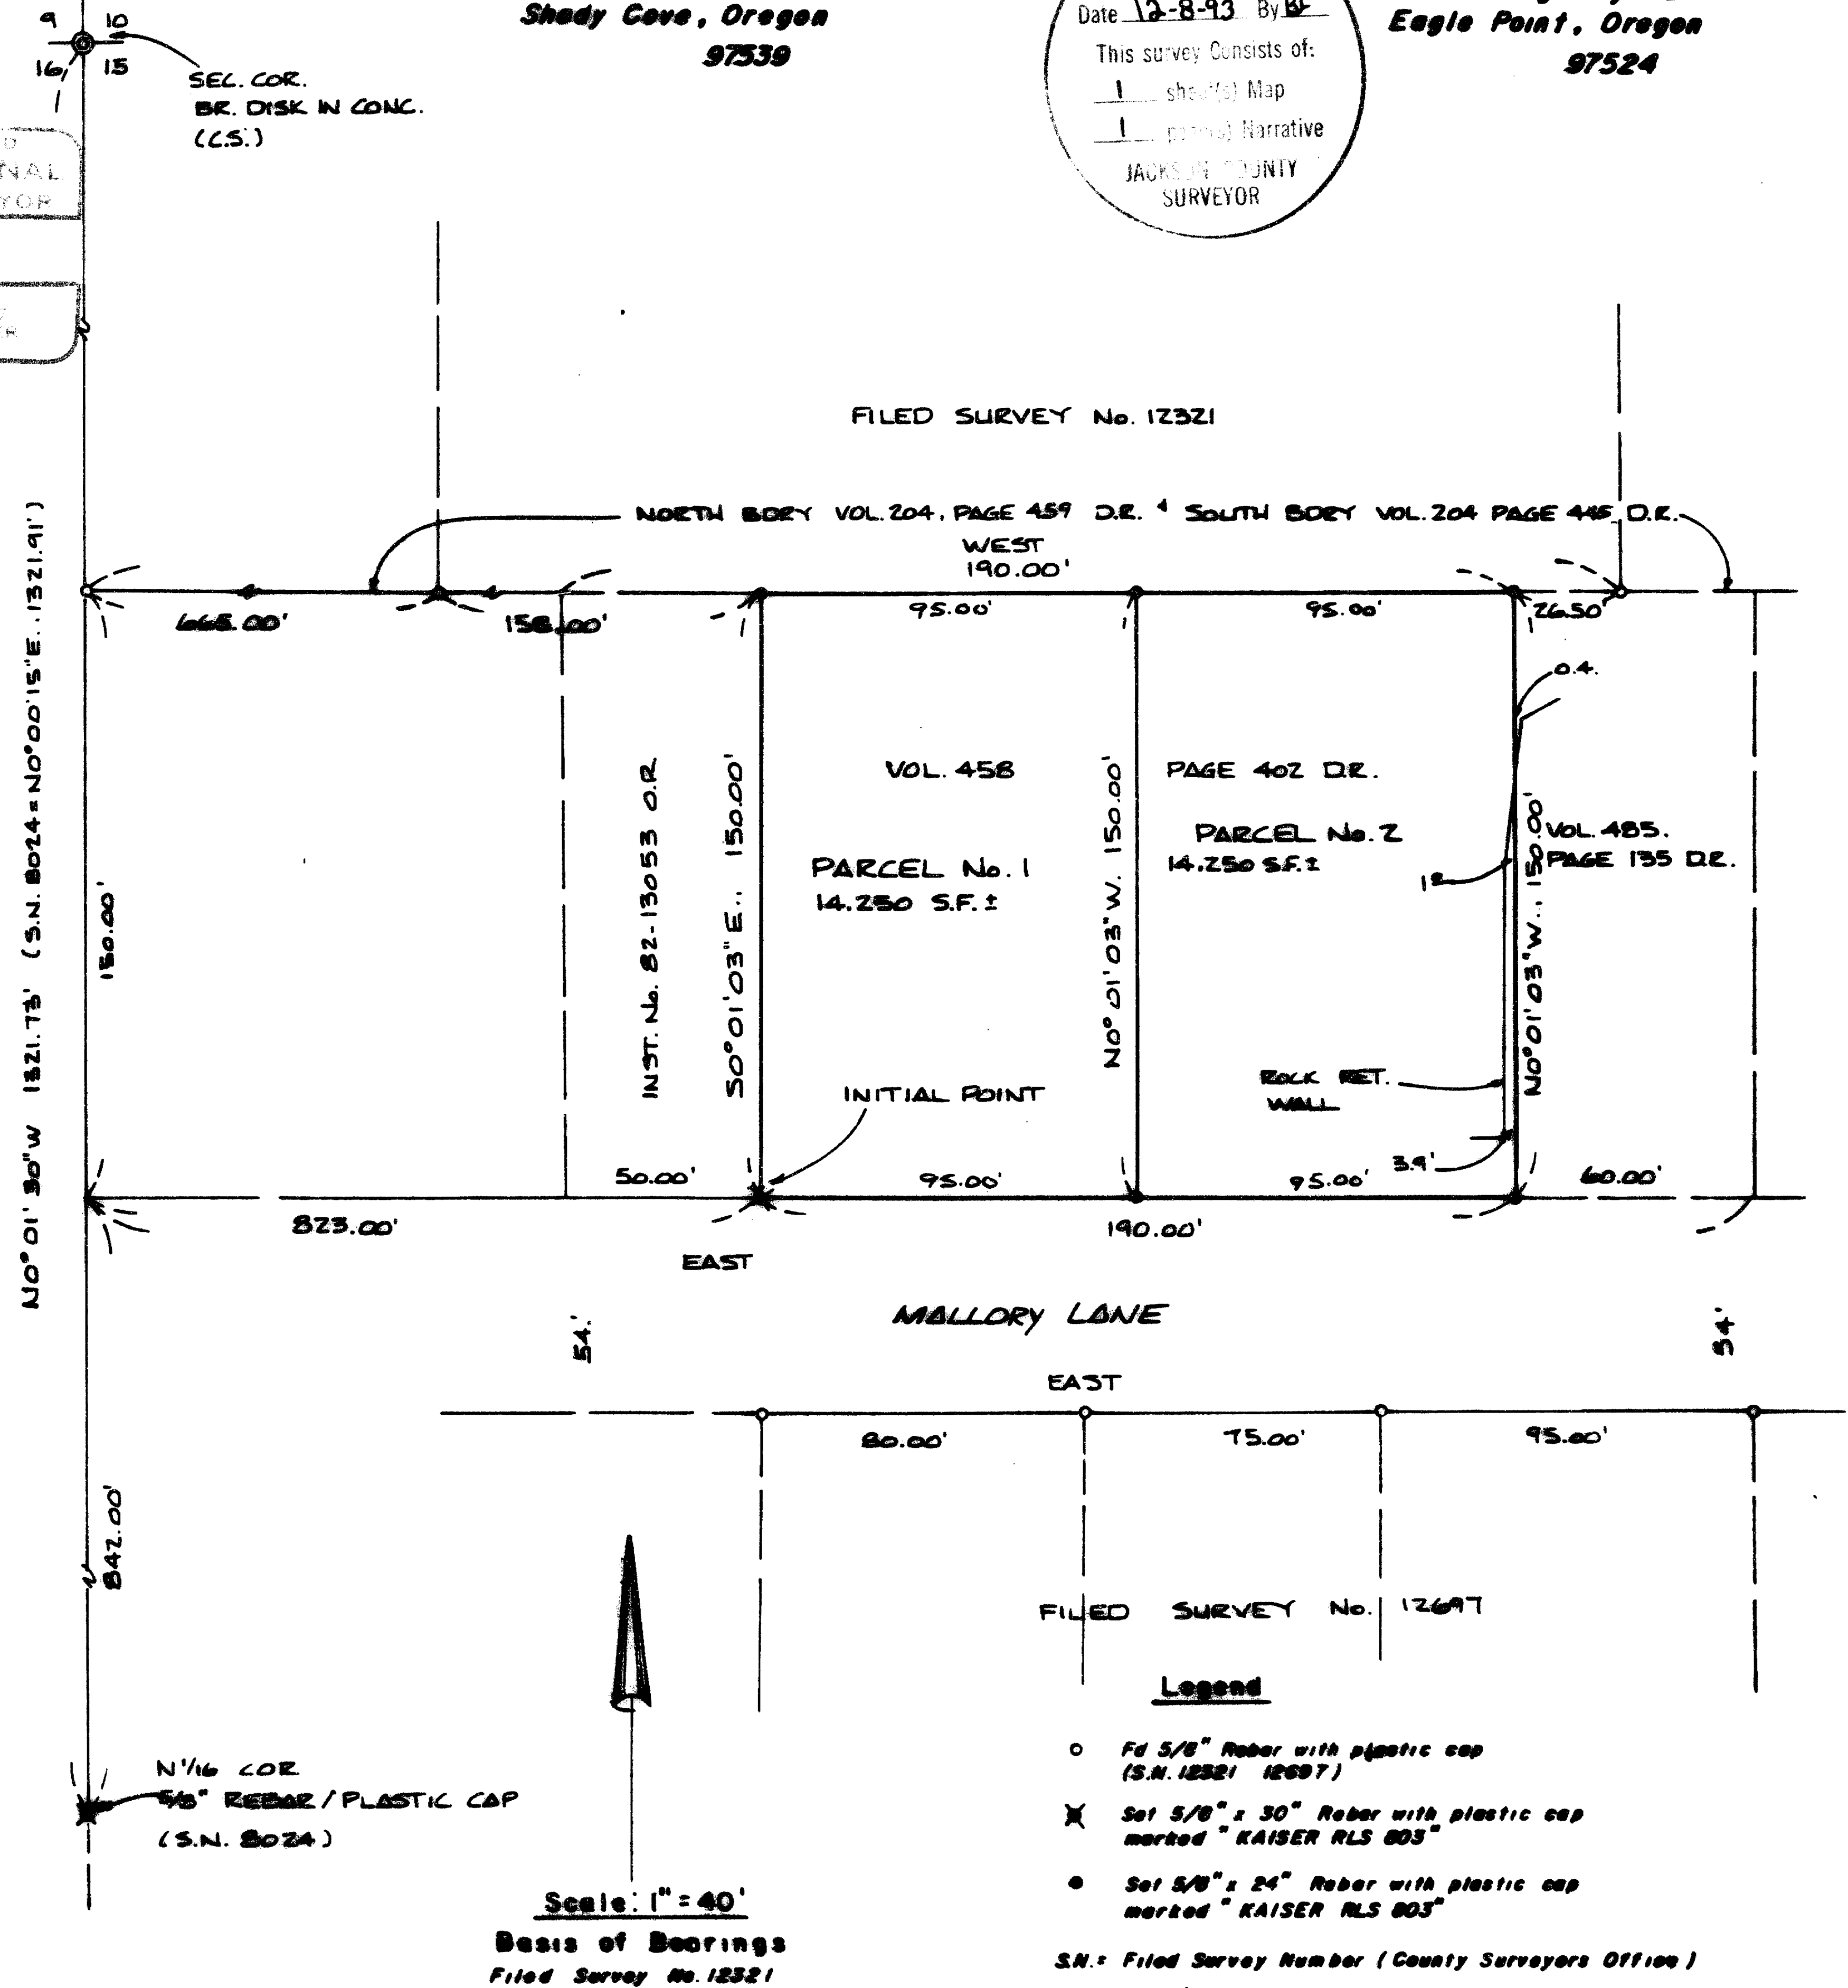 9 10
16 15
SEC. COR.
BR. DISK IN CONC.
(C.S.)
Shady Cove, Oregon
97539
Date 12-8-93 By
This survey Consists of:
1 sheet(s) Map
1 page(s) Narrative
JACKSON COUNTY
SURVEYOR
Eagle Point, Oregon
97524
FILED SURVEY No. 12321
NORTH BDRY VOL. 204, PAGE 459 D.R. & SOUTH BDRY VOL. 204 PAGE 445 D.R.
WEST
190.00'
665.00'
158.00'
95.00'
95.00'
26.50'
0.4.
N0°01'30"W 1321.73' (S.N. 8024=N0°00'15"E., 1321.91')
150.00'
INST. No. 82-13053 O.R
S0°01'03"E., 150.00'
VOL. 458
PAGE 402 D.R.
PARCEL No. 1
14,250 S.F. ±
N0°01'03"W. 150.00'
PARCEL No. 2
14,250 S.F. ±
N0°01'03"W., 150.00'
VOL. 485,
PAGE 135 D.R.
INITIAL POINT
ROCK RET.
WALL
3.9'
50.00'
95.00'
95.00'
60.00'
823.00'
190.00'
EAST
MALLORY LANE
54.'
54'
EAST
80.00'
75.00'
95.00'
842.00'
FILED SURVEY No. 12697
N 1/16 COR
5/8" REBAR/PLASTIC CAP
(S.N. 8024)
Scale: 1" = 40'
Basis of Bearings
Filed Survey No. 12321
Legend
Fd 5/8" Rebar with plastic cap
(S.N. 12321 12697)
Set 5/8" x 30" Rebar with plastic cap
marked "KAISER RLS 803"
Set 5/8" x 24" Rebar with plastic cap
marked "KAISER RLS 803"
S.N.= Filed Survey Number (County Surveyors Office)